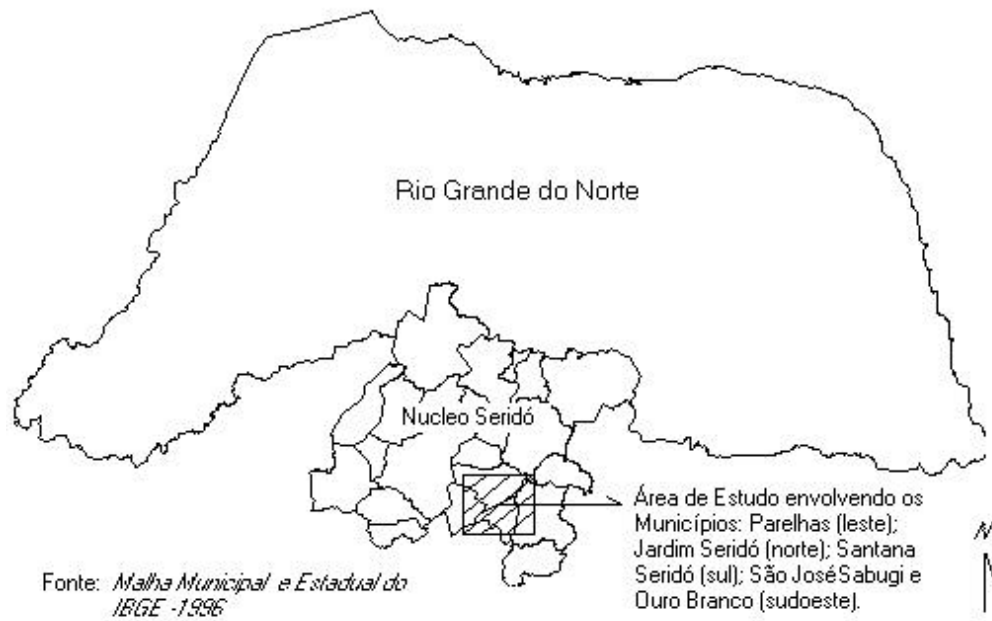 Rio Grande do Norte
Nucleo Seridó
Área de Estudo envolvendo os
Municípios: Parelhas (leste);
Jardim Seridó (norte); Santana
Seridó (sul); São José Sabugi e
Ouro Branco (sudoeste).
N
Fonte: Malha Municipal e Estadual do
IBGE -1996